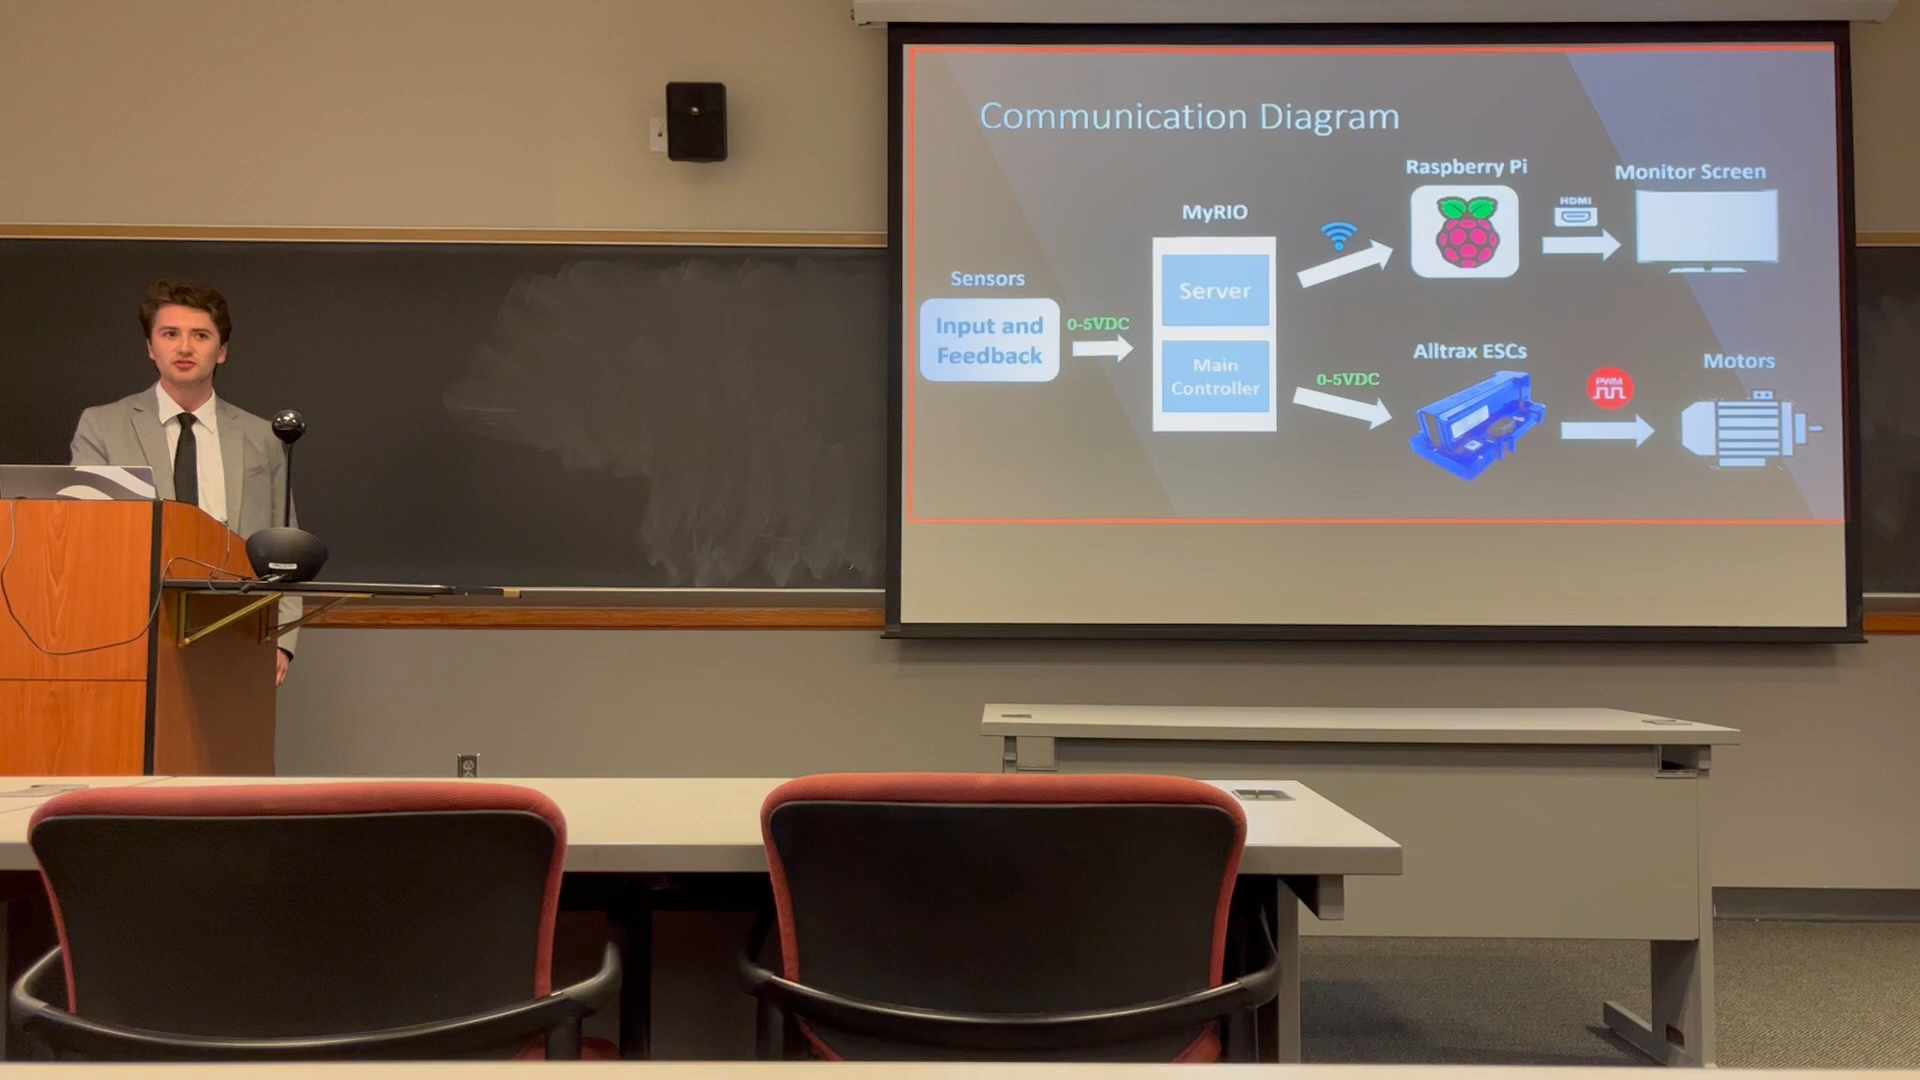 Communication Diagram
Raspberry Pi
Monitor Screen
HDMI
MyRIO
Server
Sensors
Input and
Feedback
0-5VDC
Main
Controller
Alltrax ESCs
0-5VDC
PWM
Motors